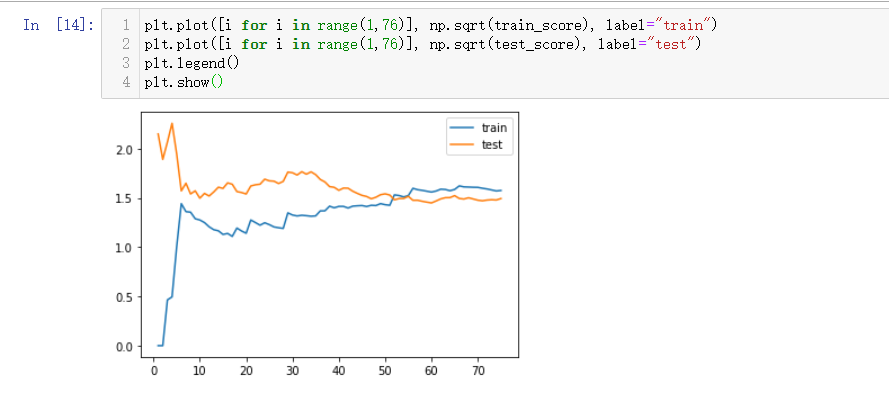 In [14]:
1 plt.plot([i for i in range(1,76)], np.sqrt(train_score), label="train")
2 plt.plot([i for i in range(1,76)], np.sqrt(test_score), label="test")
3 plt.legend()
4 plt.show()
train
test
2.0
1.5
1.0
0.5
0.0
0 10 20 30 40 50 60 70